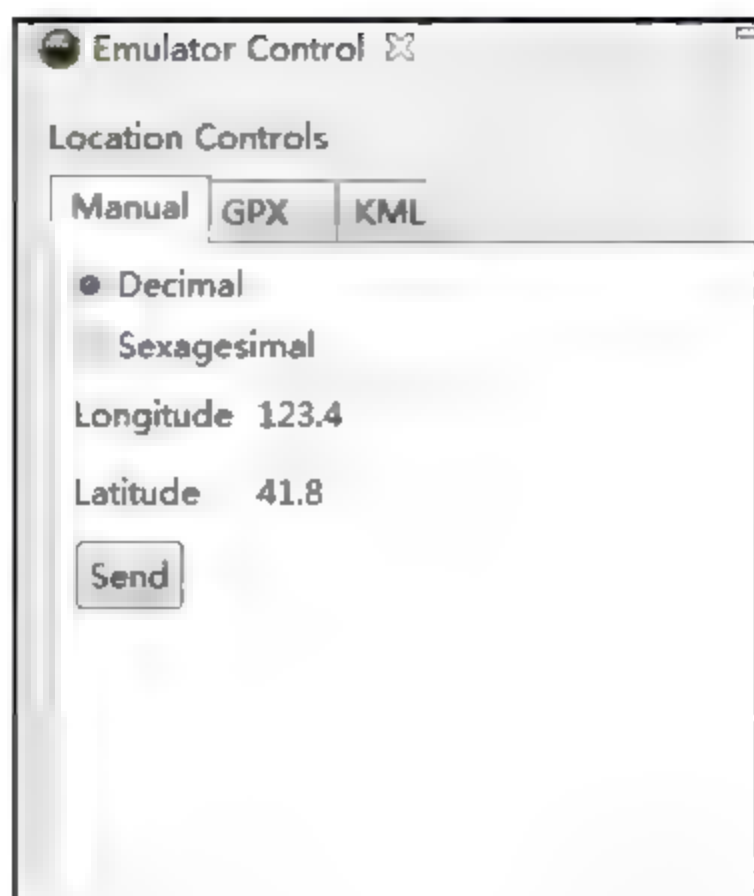 Emulator Control
Location Controls
Manual GPX KML
Decimal
Sexagesimal
Longitude 123.4
Latitude 41.8
Send